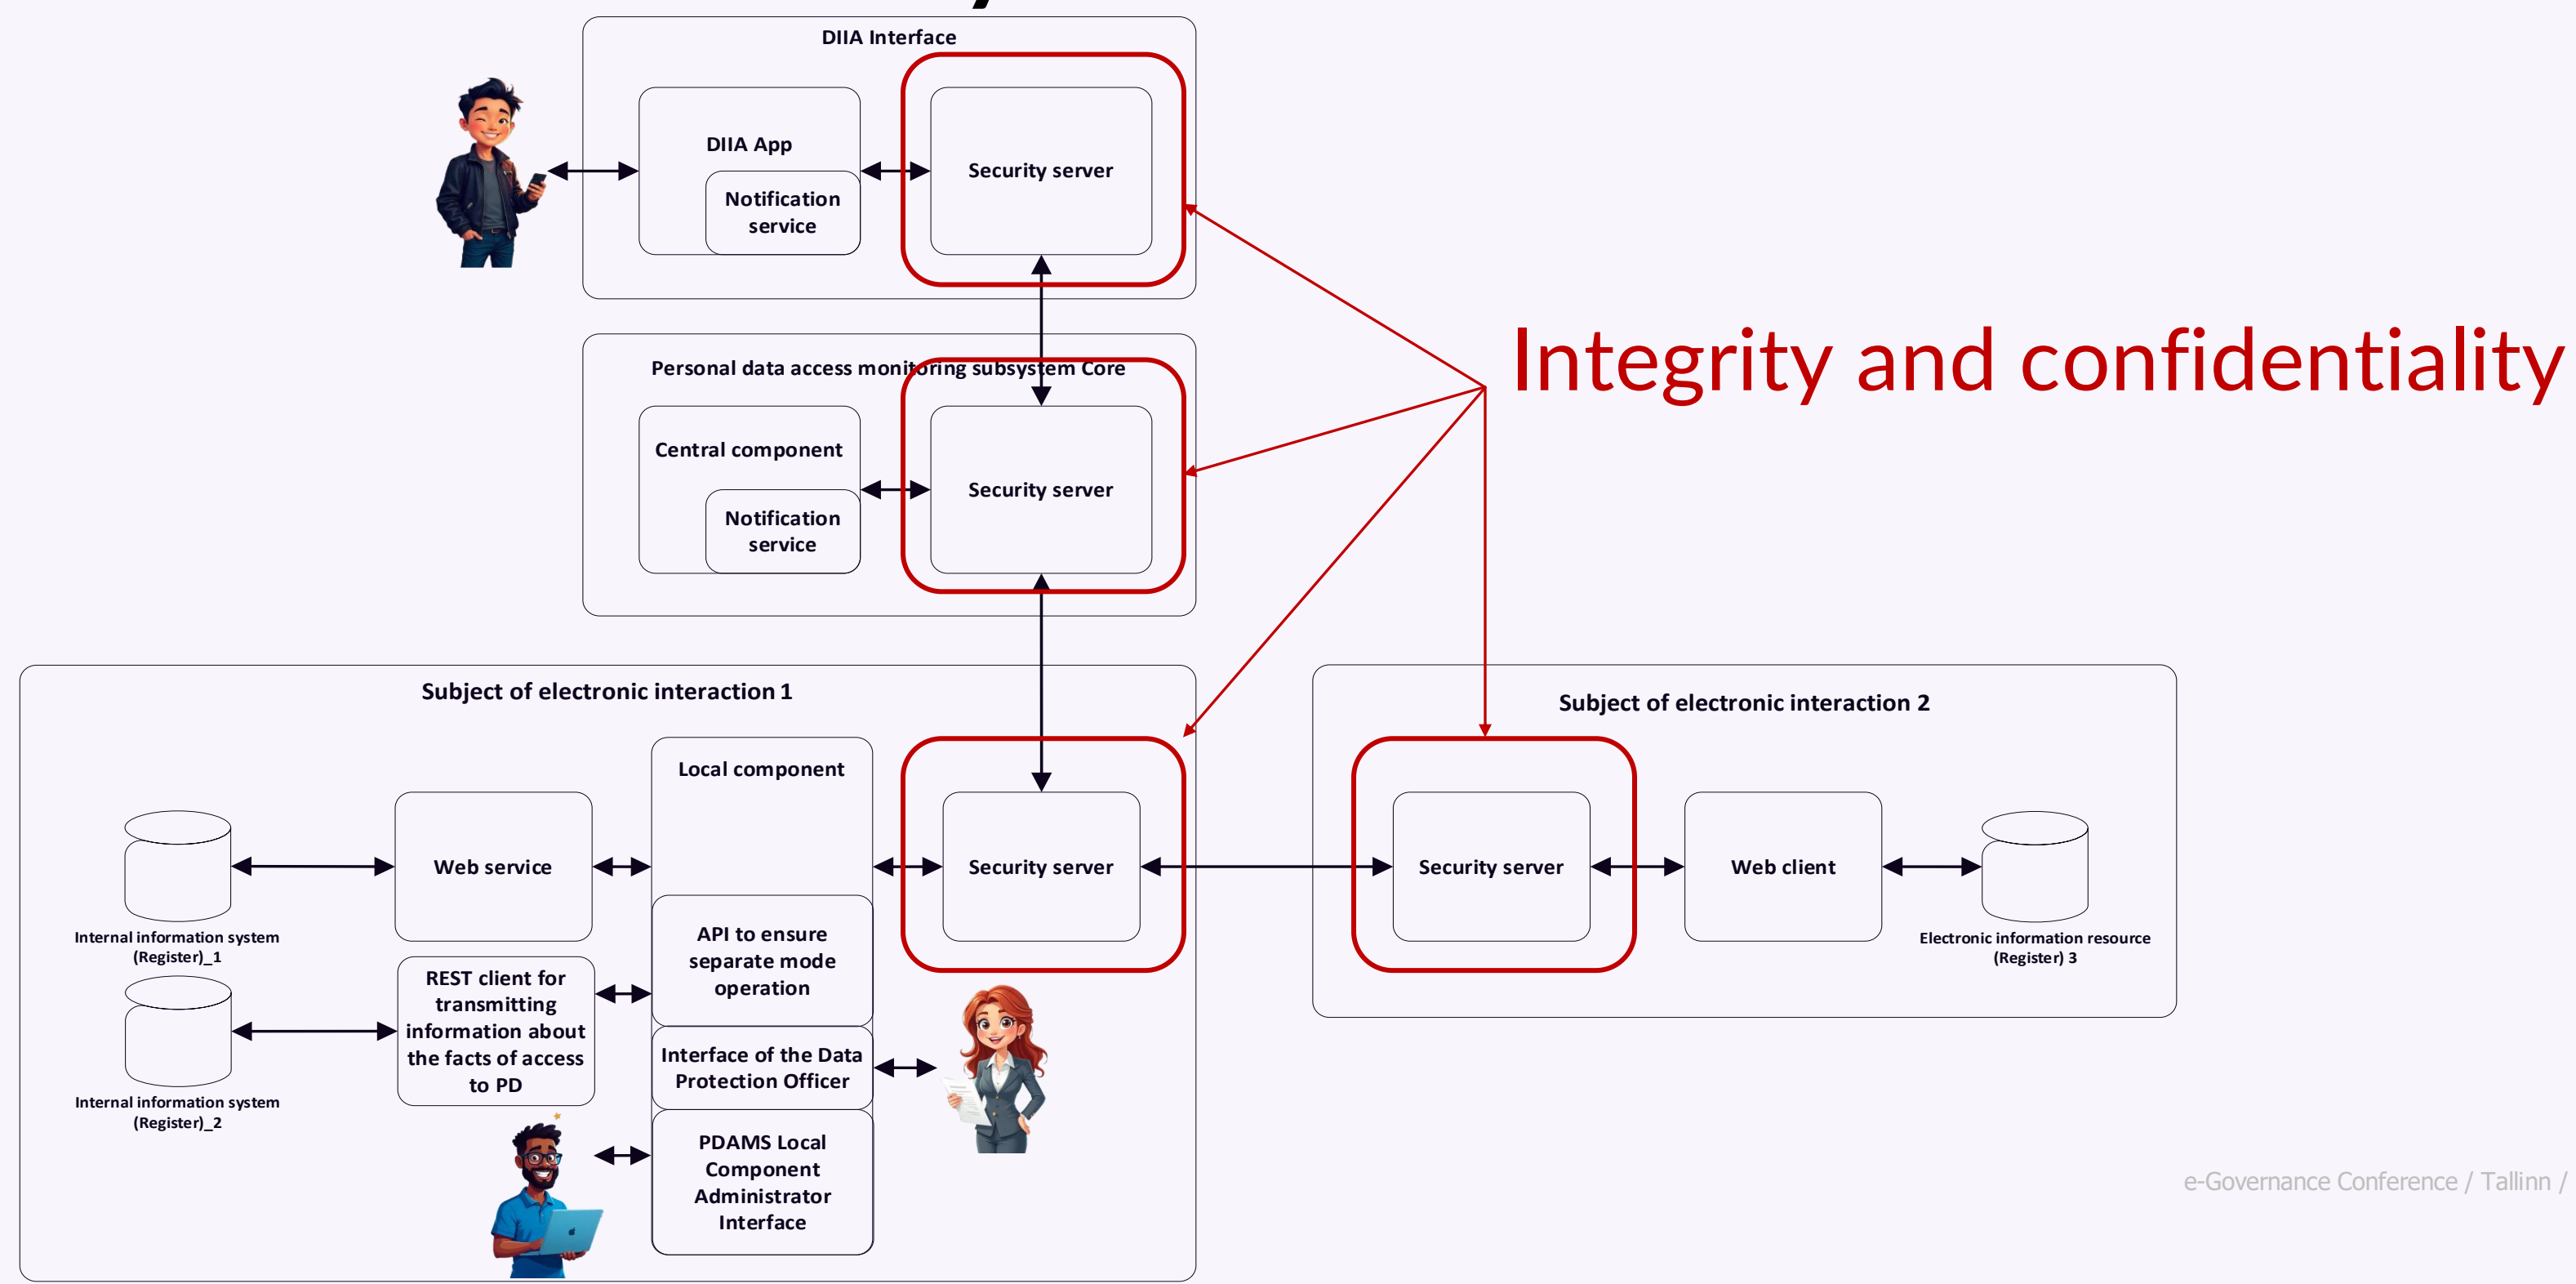 DIIA Interface
DIIA App
Notification
service
Security server
Integrity and confidentiality
Personal data access monitoring subsystem Core
Central component
Notification
service
Security server
Subject of electronic interaction 1
Local component
Web service
Security server
Internal information system
(Register)_1
API to ensure
separate mode
operation
REST client for
transmitting
information about
the facts of access
to PD
Internal information system
(Register)_2
Interface of the Data
Protection Officer
PDAMS Local
Component
Administrator
Interface
Subject of electronic interaction 2
Security server
Web client
Electronic information resource
(Register) 3
e-Governance Conference / Tallinn /